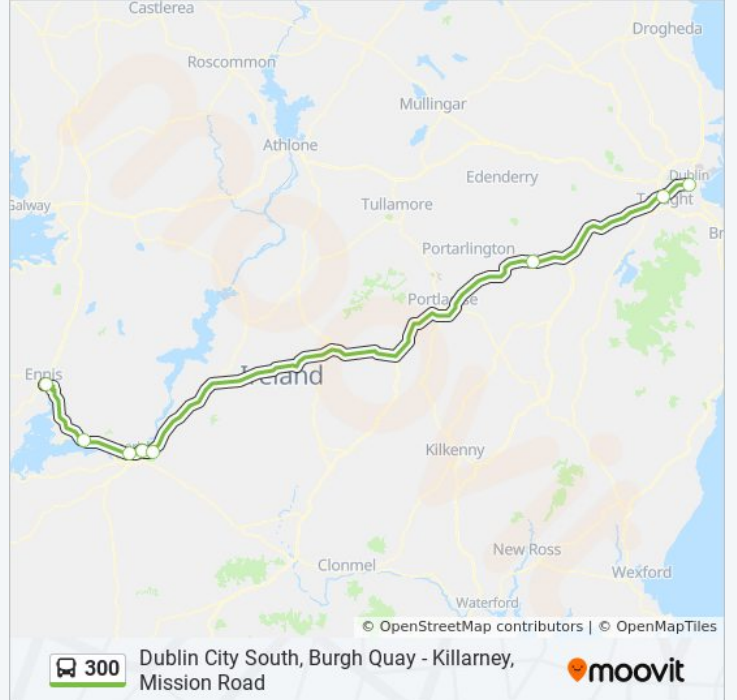 Castlerea
Drogheda
Roscommon
Mullingar
Athlone
Edenderry
Dublin
Galway
Tullamore
Portarlington
Ennis
Ireland
Kilkenny
New Ross
Clonmel
Wexford
Waterford
© OpenStreetMap contributors | © OpenMapTiles
300
Dublin City South, Burgh Quay - Killarney,
Mission Road
moovit